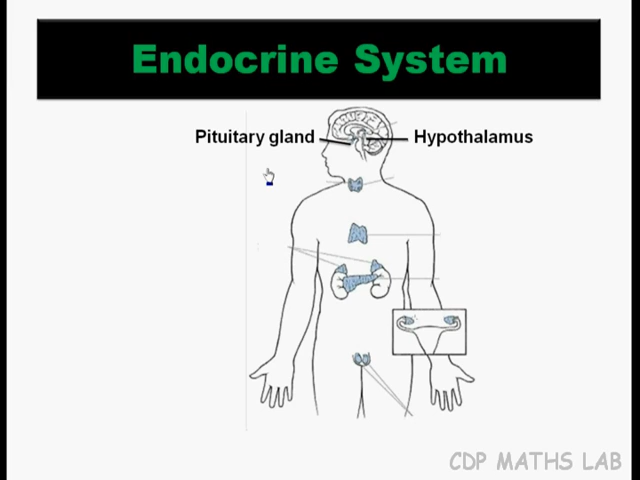 Endocrine System
Pituitary gland
Hypothalamus
CDP MATHS LAB